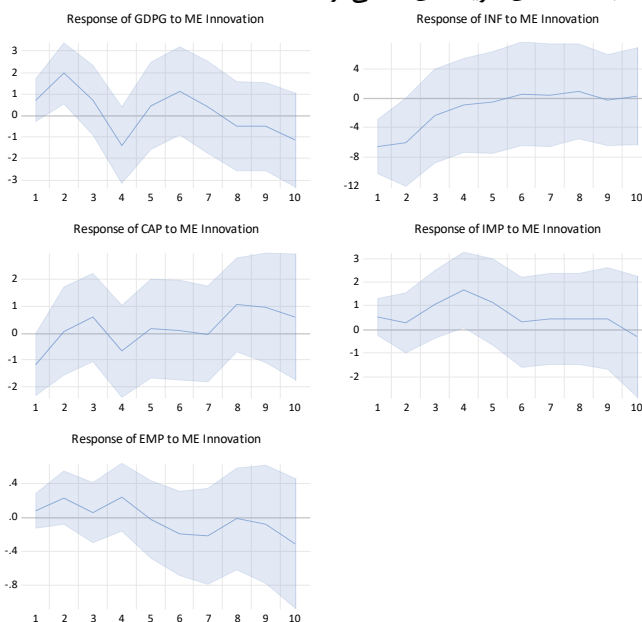 Response of GDPG to ME Innovation
3
2
1
0
-1
-2
-3
1 2 3 4 5 6 7 8 9 10
Response of INF to ME Innovation
4
0
-4
-8
-12
1 2 3 4 5 6 7 8 9 10
Response of CAP to ME Innovation
2
1
0
-1
-2
1 2 3 4 5 6 7 8 9 10
Response of IMP to ME Innovation
3
2
1
0
-1
-2
1 2 3 4 5 6 7 8 9 10
Response of EMP to ME Innovation
.4
.0
-.4
-.8
1 2 3 4 5 6 7 8 9 10